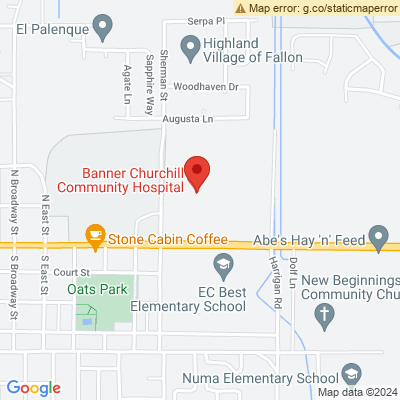 Map error: g.co/staticmaperror
Serpa Pl
El Palenque
Highland
Village of Fallon
Sherman St
Sapphire Way
Agate Ln
Woodhaven Dr
Augusta Ln
Banner Churchill
Community Hospital
N Broadway St
N East St
Stone Cabin Coffee
Abe's Hay 'n' Feed
S Broadway St
S East St
Court St
Oats Park
EC Best
Elementary School
Harrigan Rd
Dolf Ln
New Beginnings
Community Chu
Numa Elementary School
Google
Map data ©2024